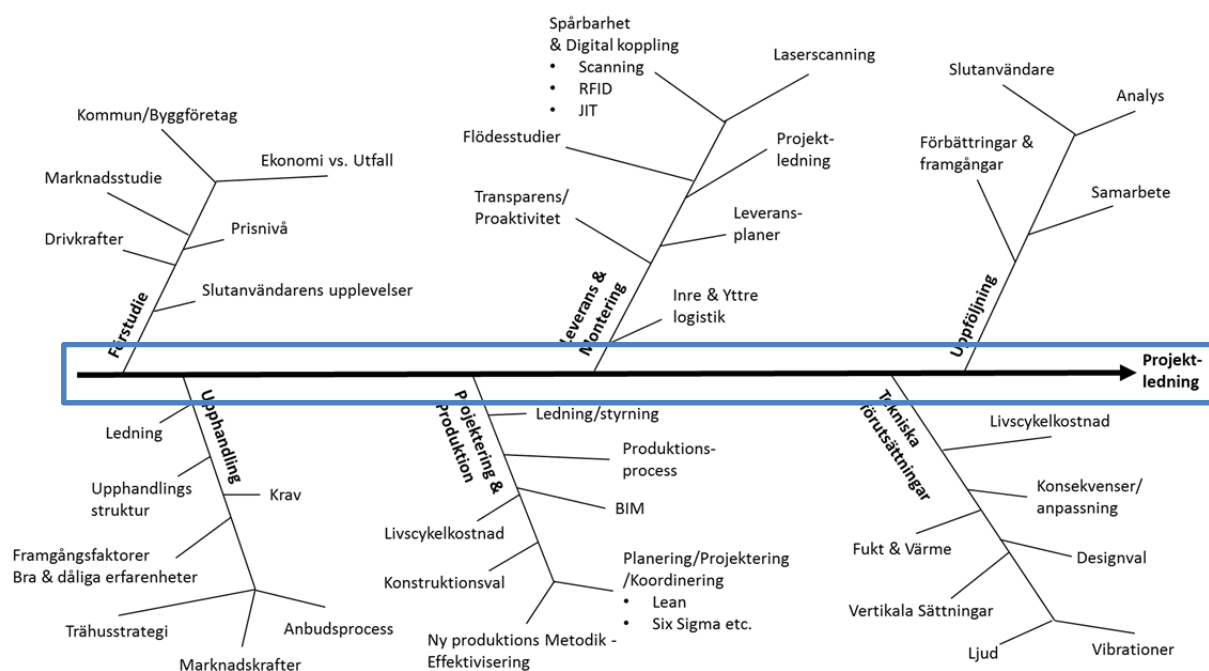 Spårbarhet
& Digital koppling
• Scanning
• RFID
• JIT
Laserscanning
Slutanvändare
Analys
Kommun/Byggföretag
Flödesstudier
Projekt-
ledning
Förbättringar &
framgångar
Ekonomi vs. Utfall
Marknadsstudie
Transparens/
Proaktivitet
Samarbete
Prisnivå
Leverans-
planer
Drivkrafter
Slutanvändarens upplevelser
Inre & Yttre
logistik
Förstudie
Leverans &
Montering
Uppföljning
Projekt-
ledning
Upphandling
Projektering &
Produktion
Tekniska
förutsättningar
Ledning
Ledning/styrning
Livscykelkostnad
Produktions-
process
Upphandlings
struktur
Krav
Konsekvenser/
anpassning
BIM
Livscykelkostnad
Fukt & Värme
Designval
Framgångsfaktorer
Bra & dåliga erfarenheter
Konstruktionsval
Planering/Projektering
/Koordinering
• Lean
• Six Sigma etc.
Vertikala Sättningar
Trähusstrategi
Anbudsprocess
Marknadskrafter
Ny produktions Metodik -
Effektivisering
Ljud
Vibrationer